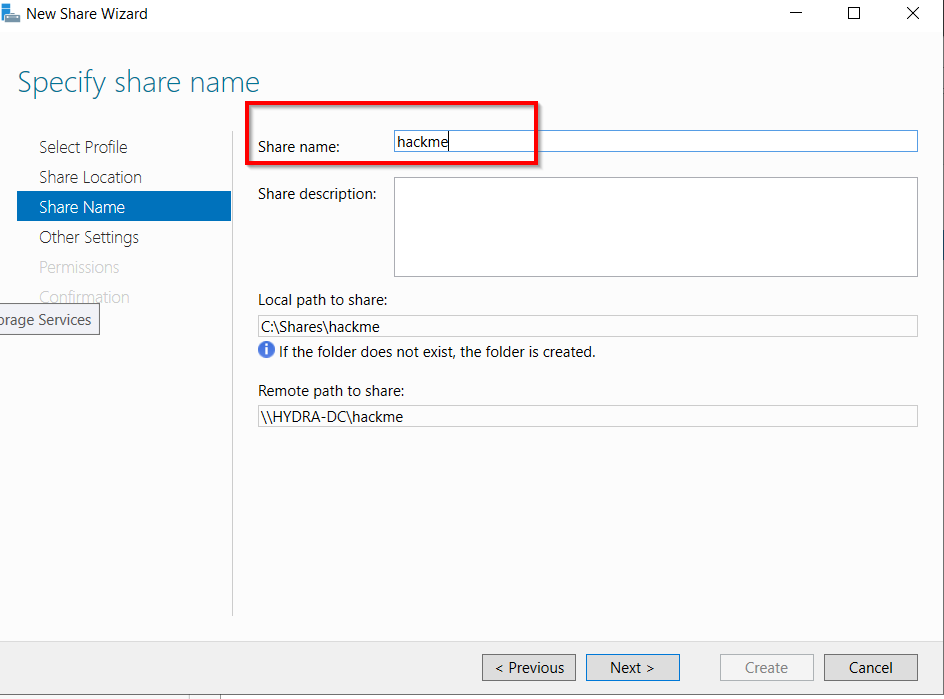 New Share Wizard
Specify share name
Select Profile
Share Location
Share Name
Other Settings
Permissions
Confirmation
orage Services
Share name:
hackme
Share description:
Local path to share:
C:\Shares\hackme
If the folder does not exist, the folder is created.
Remote path to share:
\\HYDRA-DC\hackme
< Previous
Next >
Create
Cancel